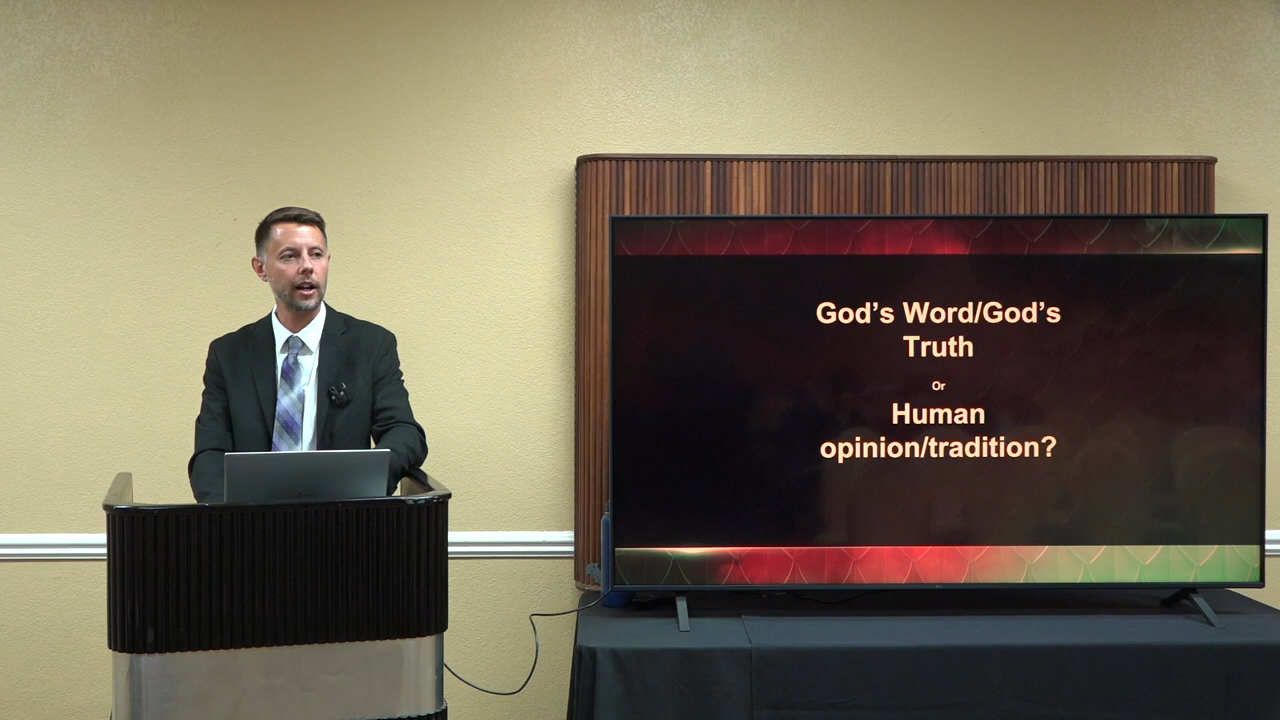 God’s Word/God’s
Truth
Or
Human
opinion/tradition?